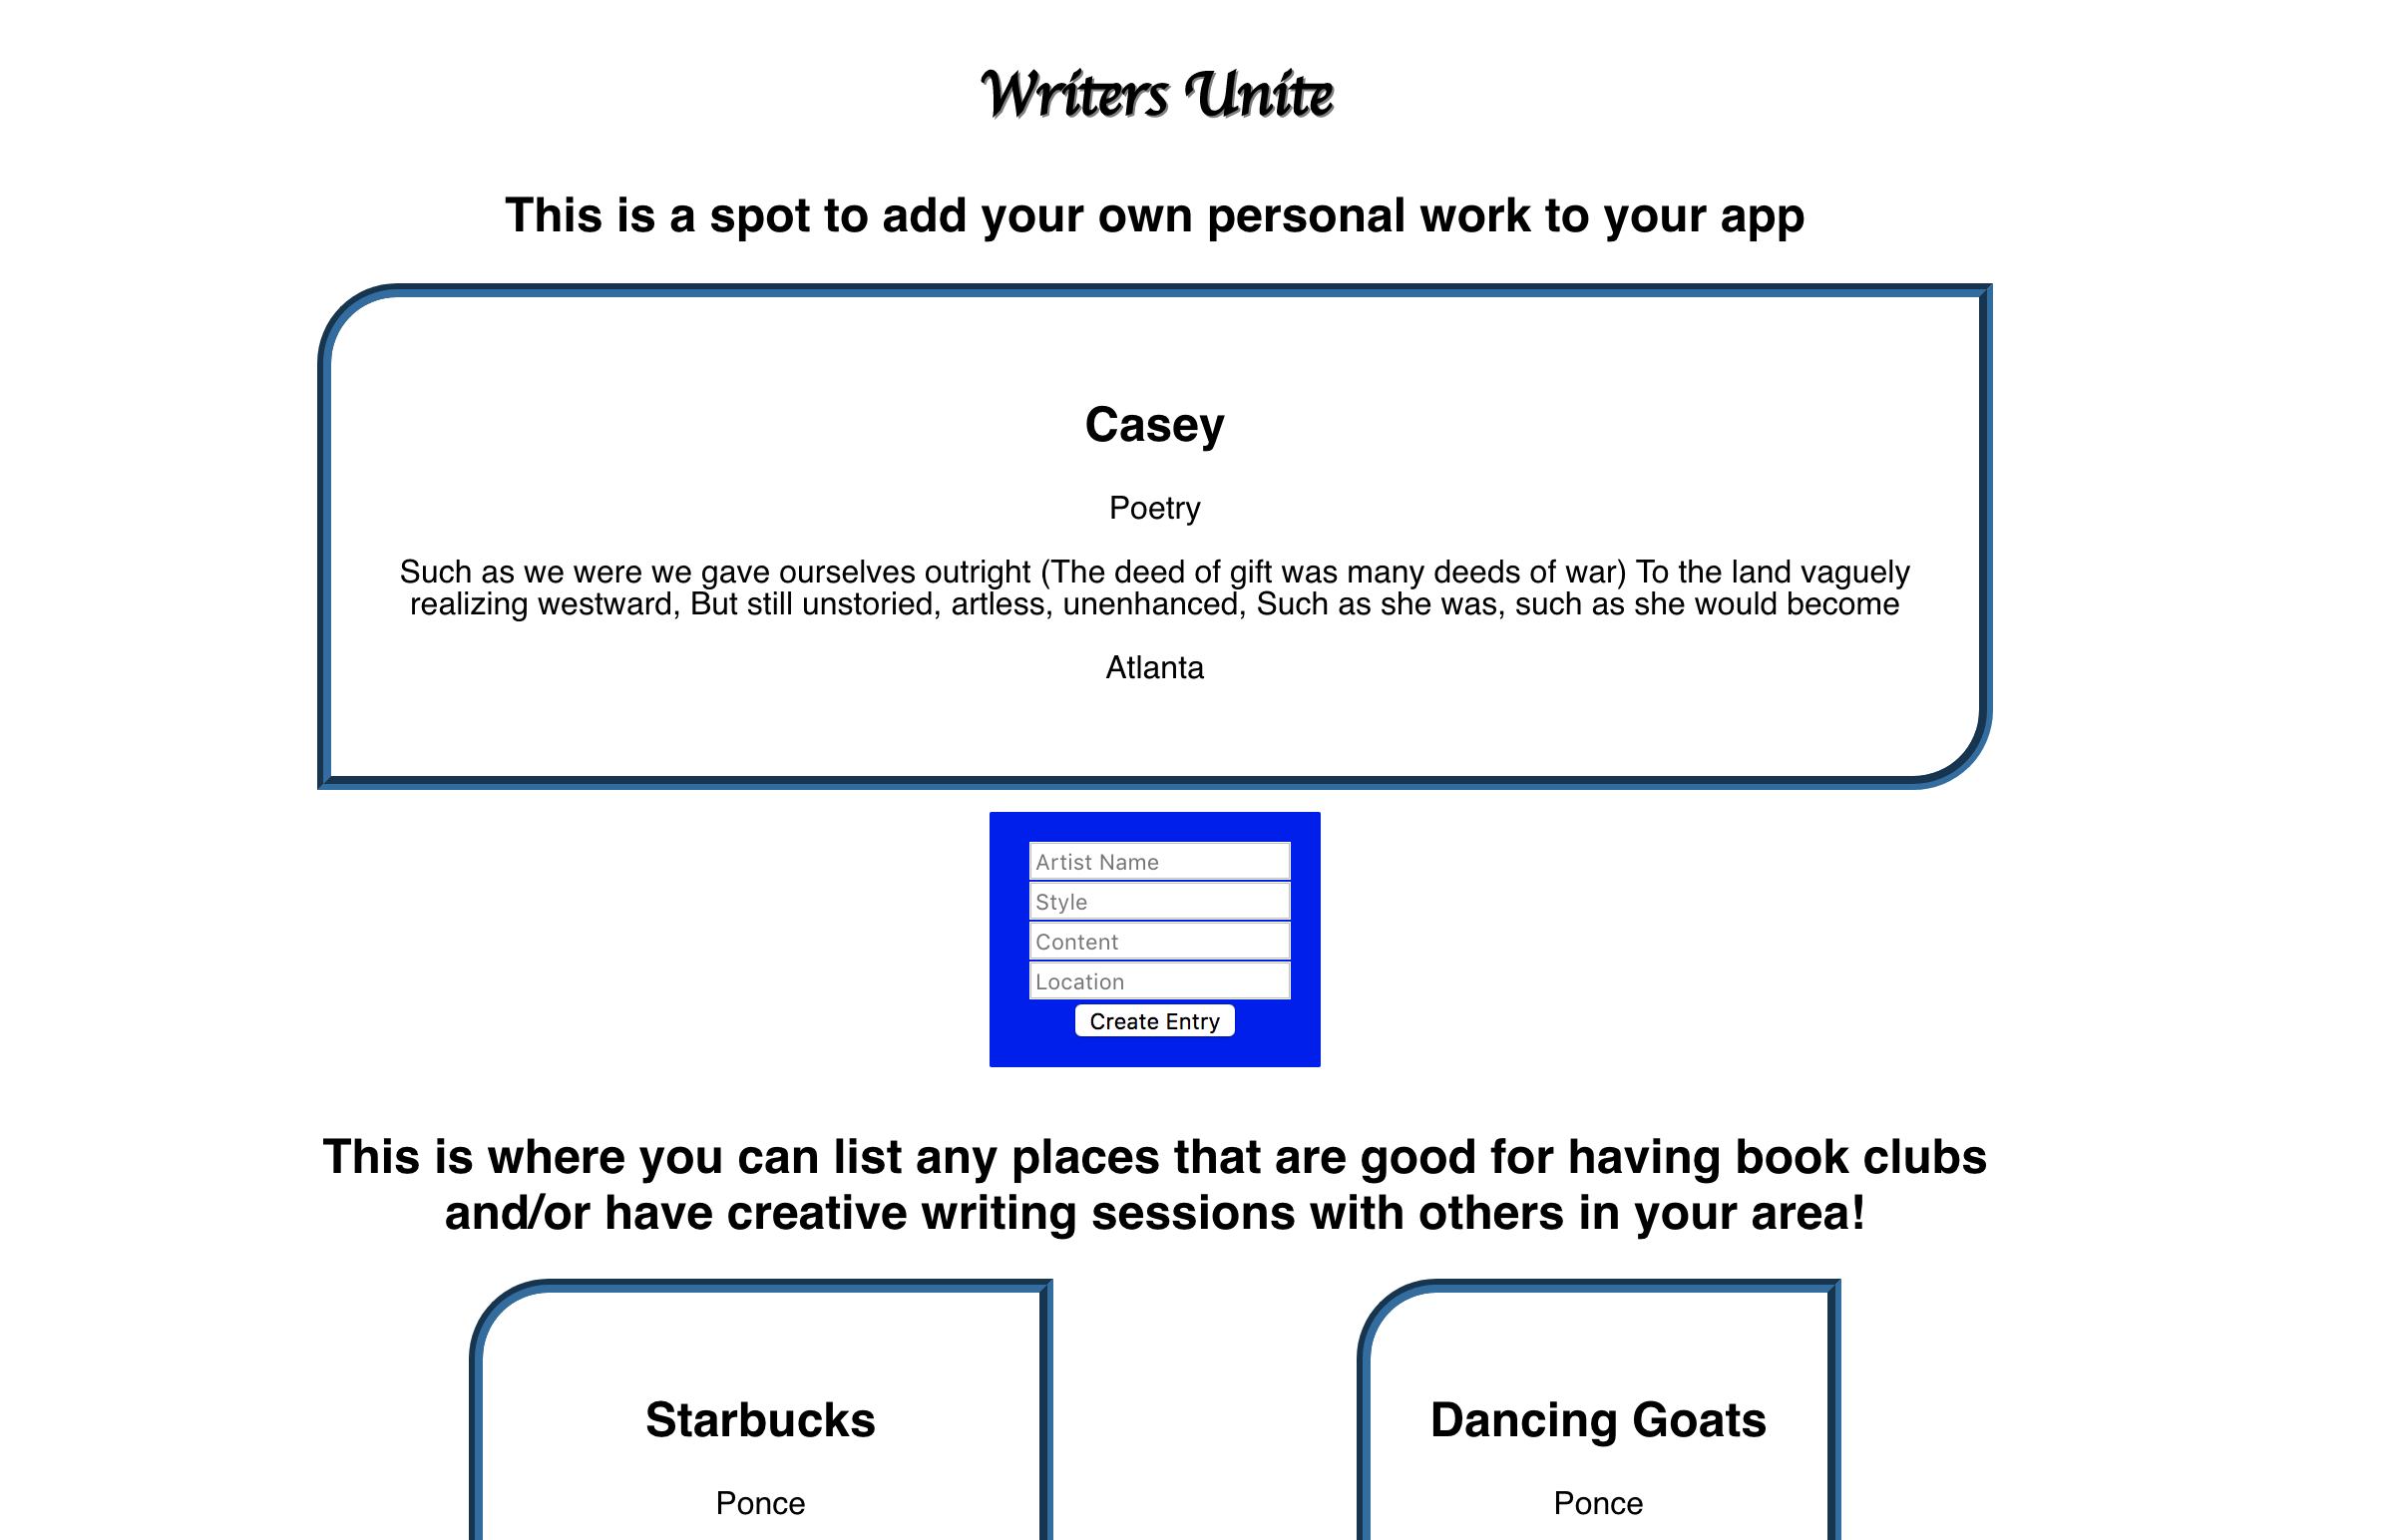 Writers Unite
This is a spot to add your own personal work to your app
Casey
Poetry
Such as we were we gave ourselves outright (The deed of gift was many deeds of war) To the land vaguely
realizing westward, But still unstoried, artless, unenhanced, Such as she was, such as she would become
Atlanta
Artist Name
Style
Content
Location
Create Entry
This is where you can list any places that are good for having book clubs
and/or have creative writing sessions with others in your area!
Starbucks
Ponce
Dancing Goats
Ponce